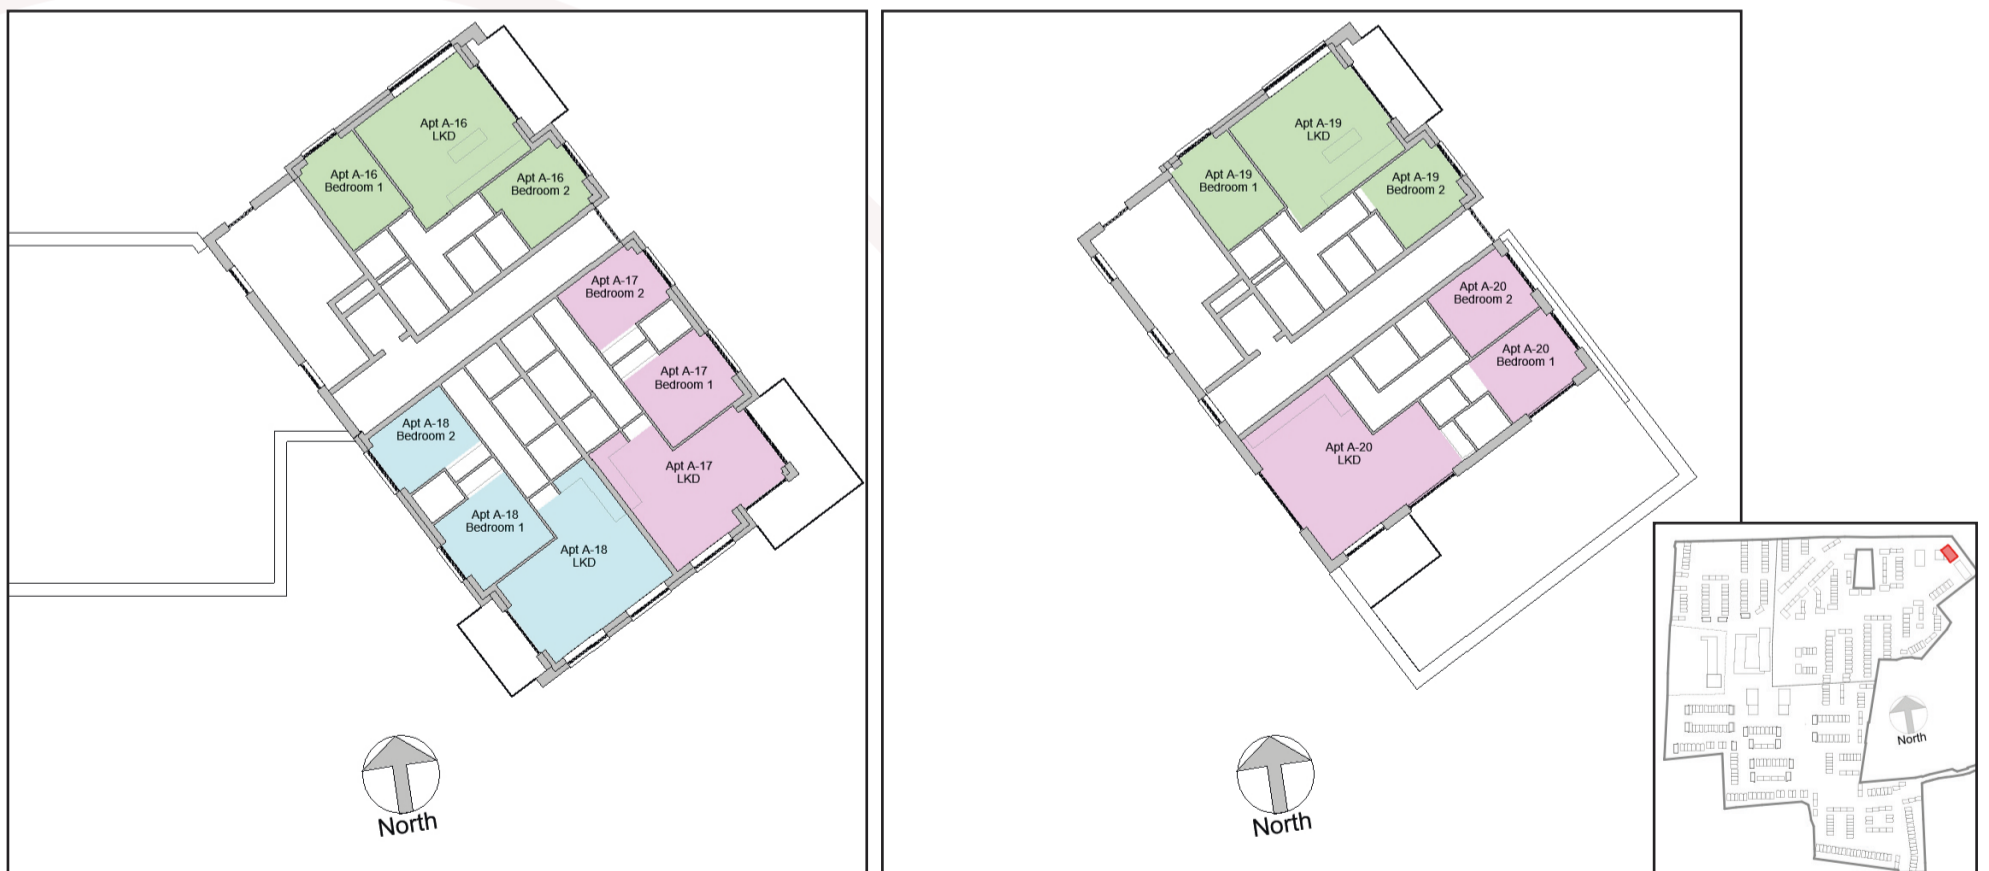 Apt A-16
LKD
Apt A-16
Bedroom 1
Apt A-16
Bedroom 2
Apt A-17
Bedroom 2
Apt A-17
Bedroom 1
Apt A-18
Bedroom 2
Apt A-17
LKD
Apt A-18
Bedroom 1
Apt A-18
LKD
North
Apt A-19
LKD
Apt A-19
Bedroom 1
Apt A-19
Bedroom 2
Apt A-20
Bedroom 2
Apt A-20
Bedroom 1
Apt A-20
LKD
North
North